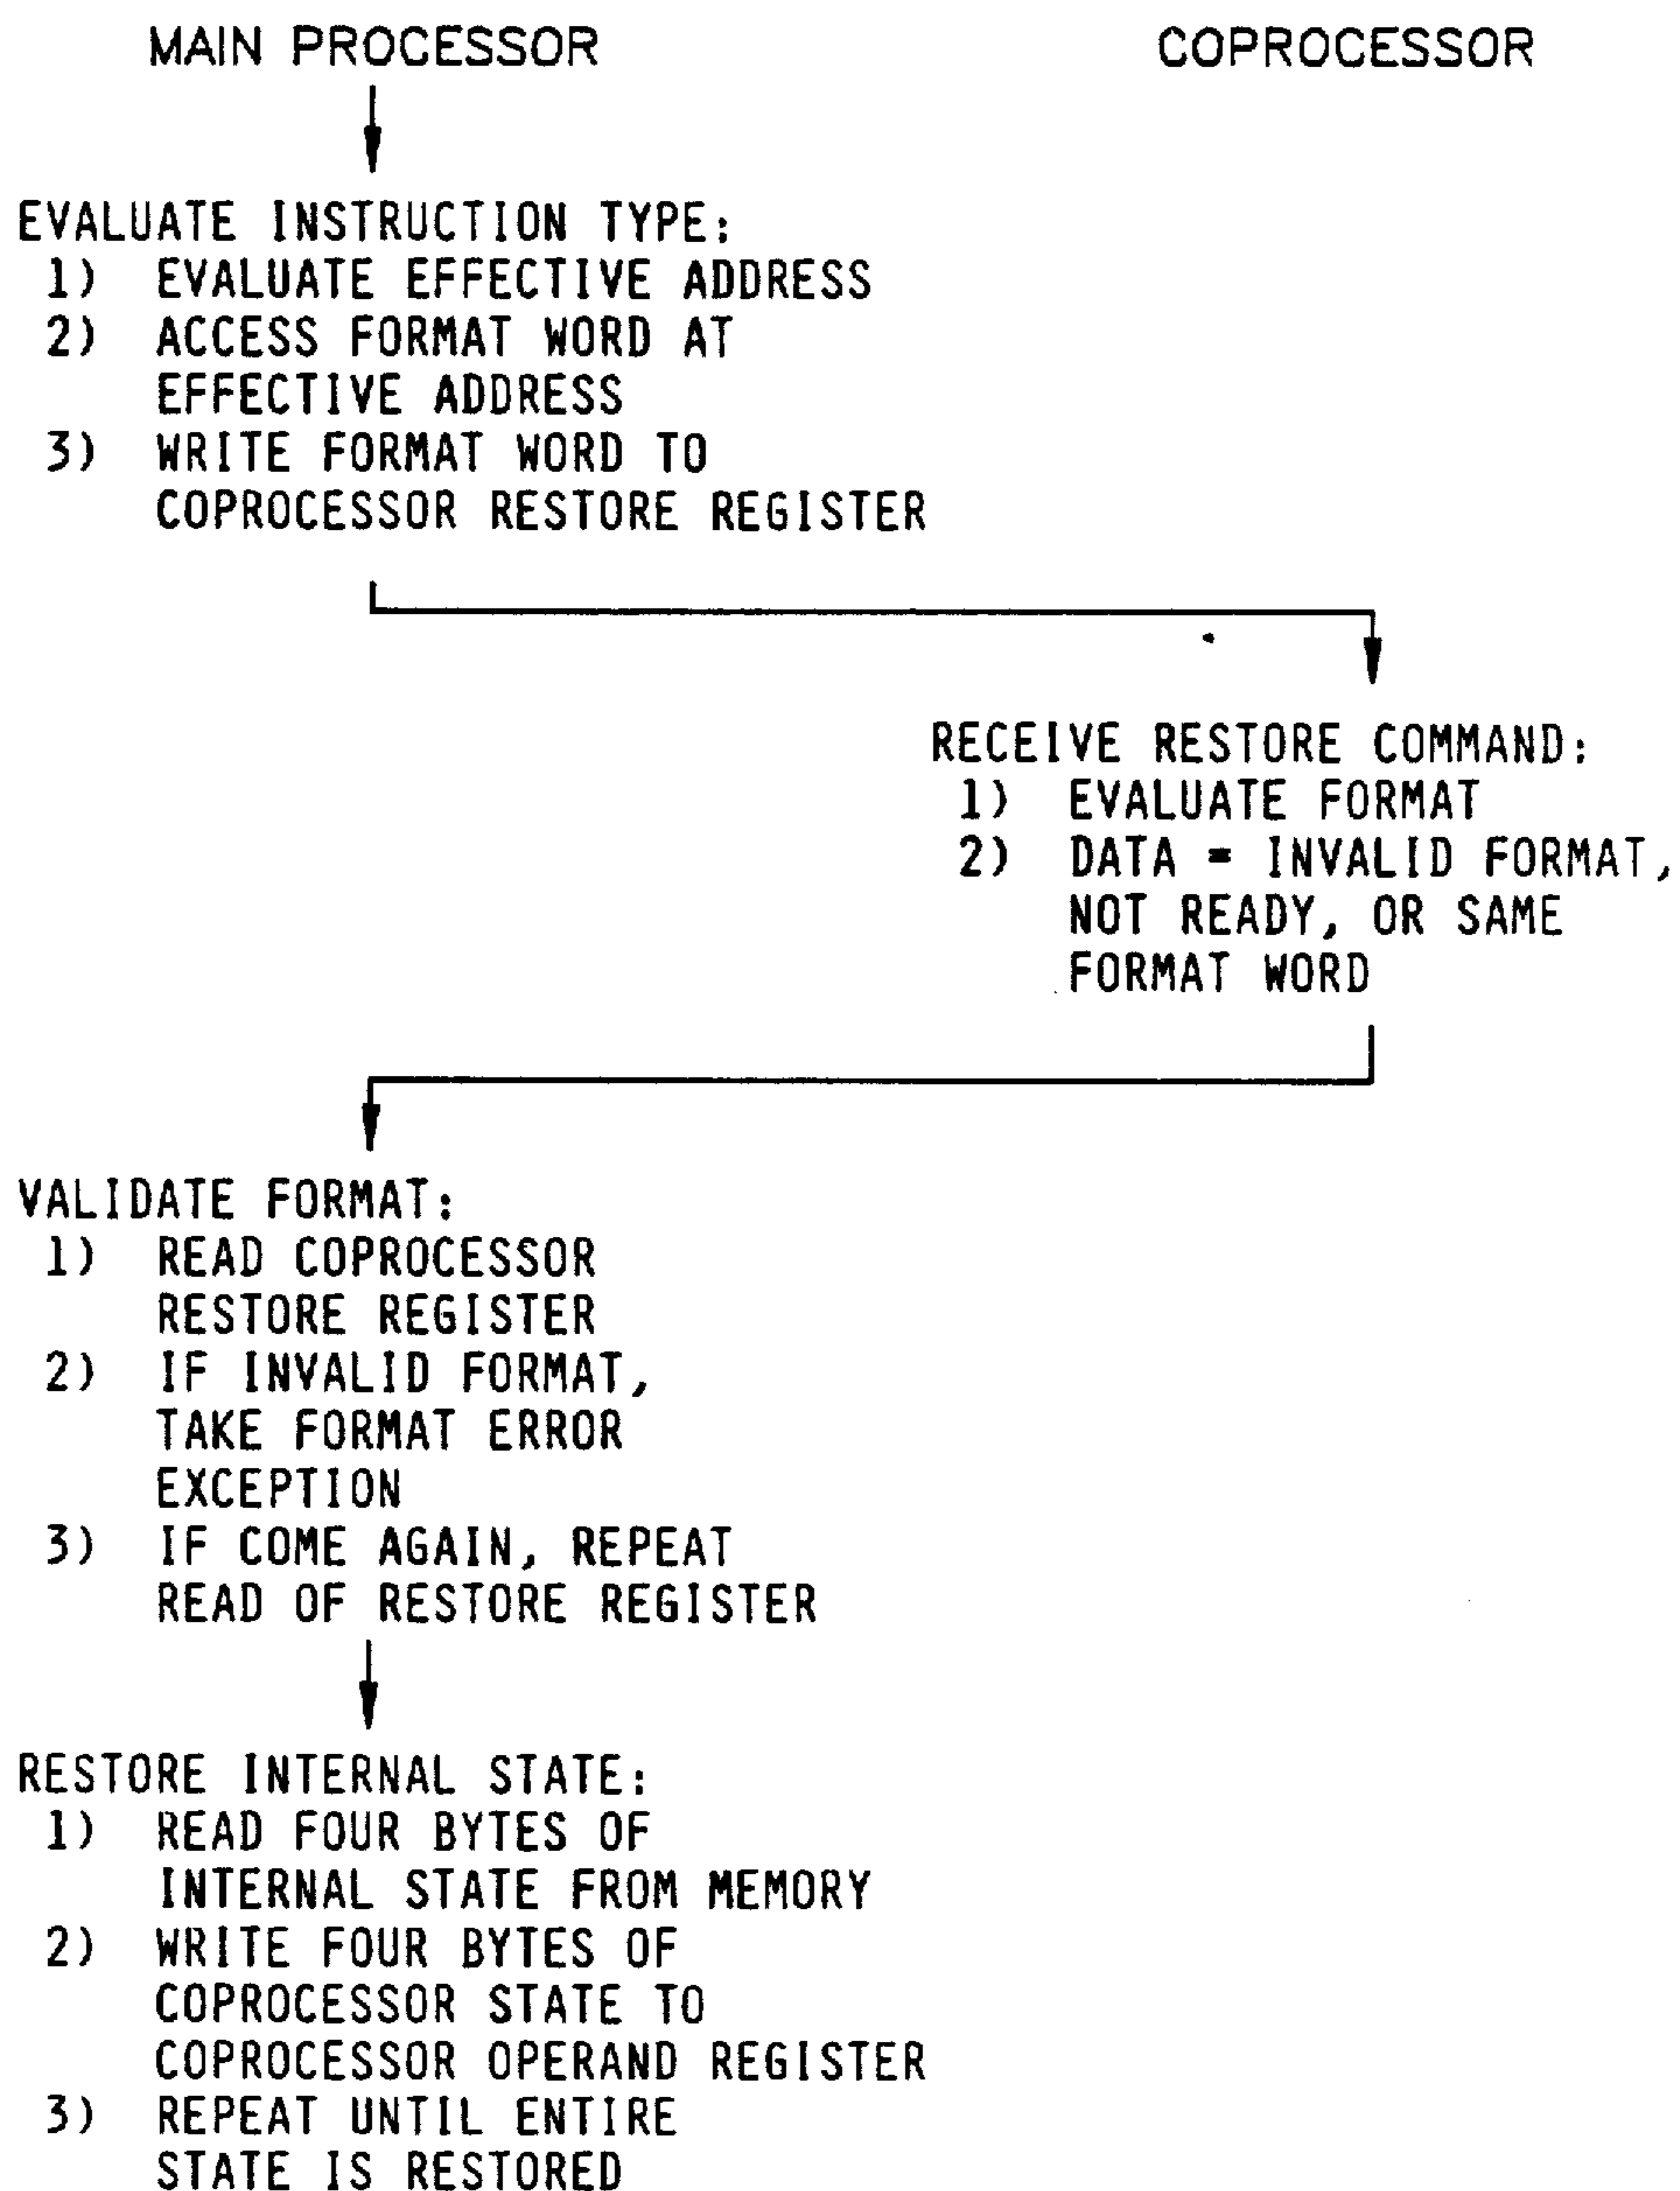 MAIN PROCESSOR
COPROCESSOR
EVALUATE INSTRUCTION TYPE:
1) EVALUATE EFFECTIVE ADDRESS
2) ACCESS FORMAT WORD AT
EFFECTIVE ADDRESS
3) WRITE FORMAT WORD TO
COPROCESSOR RESTORE REGISTER
RECEIVE RESTORE COMMAND:
1) EVALUATE FORMAT
2) DATA = INVALID FORMAT,
NOT READY, OR SAME
FORMAT WORD
VALIDATE FORMAT:
1) READ COPROCESSOR
RESTORE REGISTER
2) IF INVALID FORMAT,
TAKE FORMAT ERROR
EXCEPTION
3) IF COME AGAIN, REPEAT
READ OF RESTORE REGISTER
RESTORE INTERNAL STATE:
1) READ FOUR BYTES OF
INTERNAL STATE FROM MEMORY
2) WRITE FOUR BYTES OF
COPROCESSOR STATE TO
COPROCESSOR OPERAND REGISTER
3) REPEAT UNTIL ENTIRE
STATE IS RESTORED